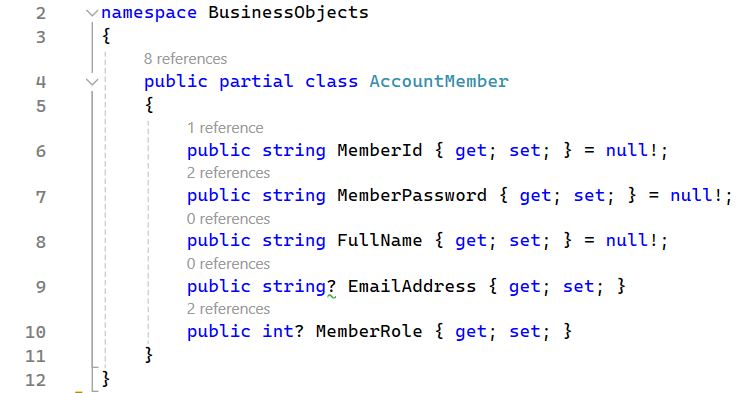 2 namespace BusinessObjects
3 {
8 references
4 public partial class AccountMember
5 {
1 reference
6 public string MemberId { get; set; } = null!;
2 references
7 public string MemberPassword { get; set; } = null!;
0 references
8 public string FullName { get; set; } = null!;
0 references
9 public string? EmailAddress { get; set; }
2 references
10 public int? MemberRole { get; set; }
11 }
12 }